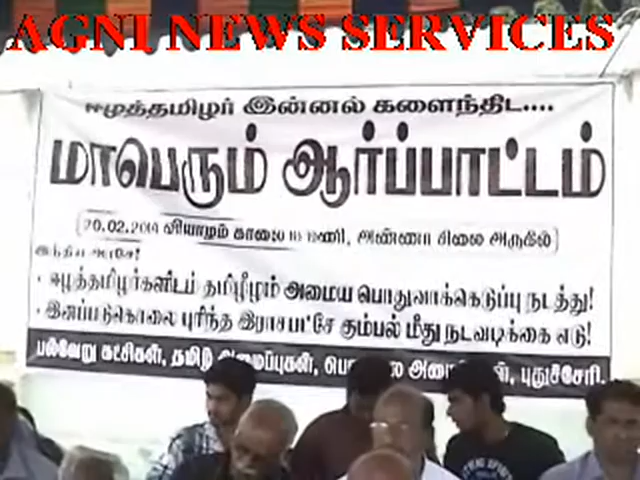 AGNI NEWS SERVICES
ஈழத்தமிழர் இன்னல் களைந்திட....
மாபெரும் ஆர்ப்பாட்டம்
(20.02.2014 வியாழன் காலை 10 மணி, அண்ணா சிலை அருகில்)
இந்திய அரசே!
· ஈழத்தமிழர்களிடம் தமிழீழம் அமைய பொதுவாக்கெடுப்பு நடத்து!
· இனப்படுகொலை புரிந்த இராசபட்சே கும்பல் மீது நடவடிக்கை எடு!
பல்வேறு கட்சிகள், தமிழ் அமைப்புகள், புதுச்சேரி.